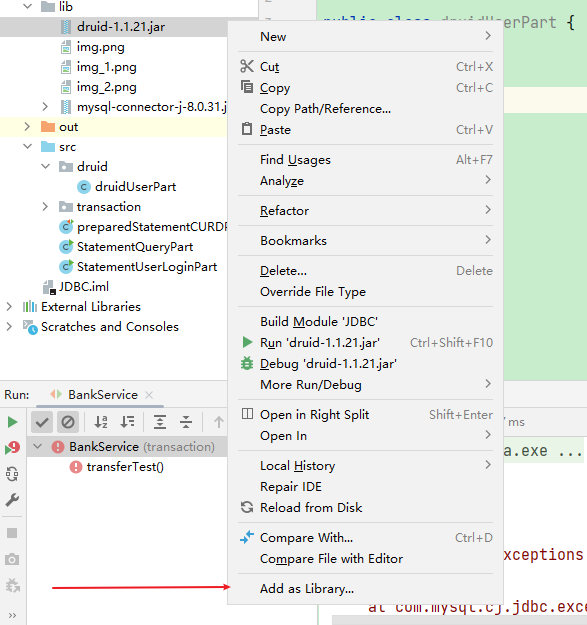 lib
druid-1.1.21.jar
img.png
img_1.png
img_2.png
mysql-connector-j-8.0.31.j
out
src
druid
druidUserPart
transaction
preparedStatementCURDP
StatementQueryPart
StatementUserLoginPart
JDBC.iml
External Libraries
Scratches and Consoles
New
Cut Ctrl+X
Copy Ctrl+C
Copy Path/Reference...
Paste Ctrl+V
Find Usages Alt+F7
Analyze
Refactor
Bookmarks
Delete... Delete
Override File Type
Build Module 'JDBC'
Run 'druid-1.1.21.jar' Ctrl+Shift+F10
Debug 'druid-1.1.21.jar'
More Run/Debug
Open in Right Split Shift+Enter
Open In
Local History
Repair IDE
Reload from Disk
Compare With... Ctrl+D
Compare File with Editor
Add as Library...
public class druidUserPart {
Run: BankService
BankService (transaction)
transferTest()
ms
a.exe ...
xceptions
at com.mysql.cj.jdbc.exce